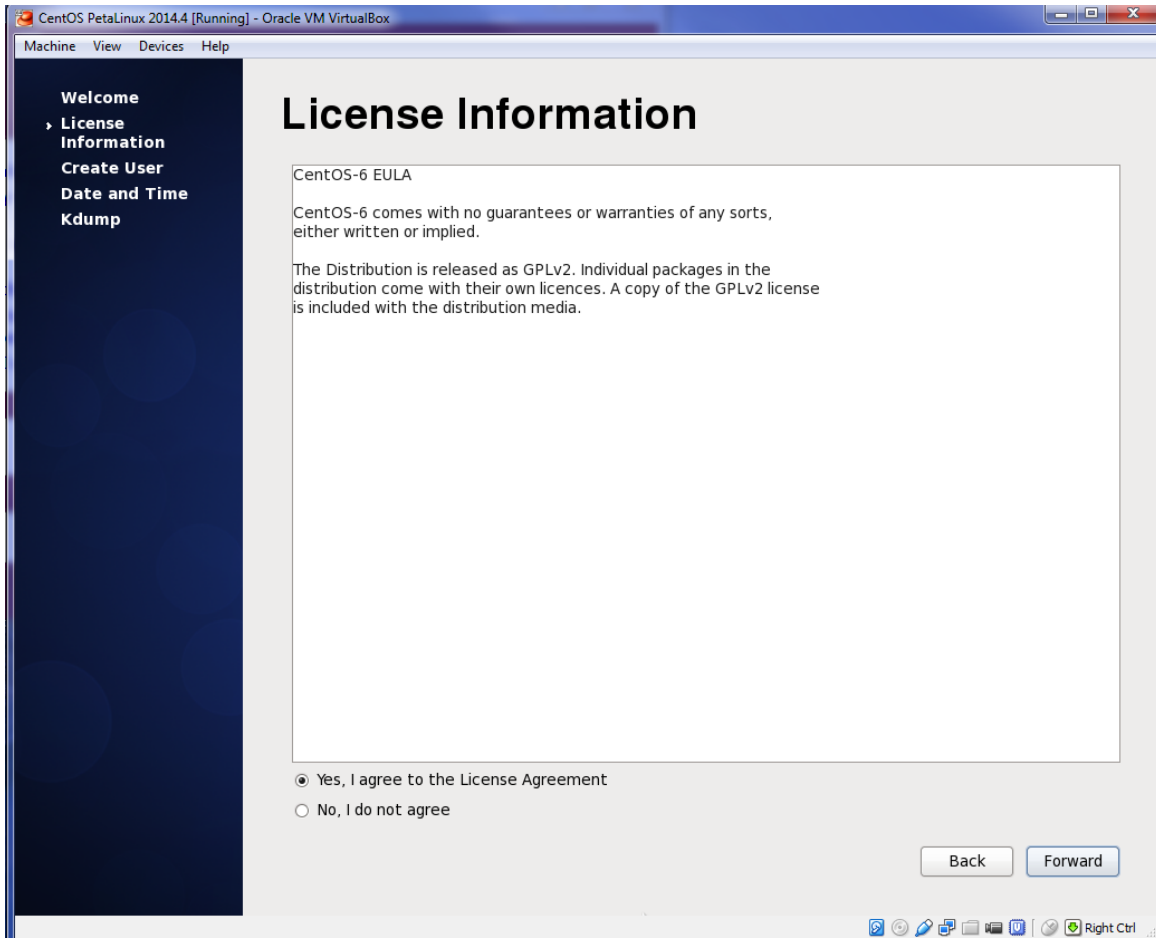 CentOS PetaLinux 2014.4 [Running] - Oracle VM VirtualBox
Machine View Devices Help
Welcome
License
Information
Create User
Date and Time
Kdump
License Information
CentOS-6 EULA
CentOS-6 comes with no guarantees or warranties of any sorts,
either written or implied.
The Distribution is released as GPLv2. Individual packages in the
distribution come with their own licences. A copy of the GPLv2 license
is included with the distribution media.
Yes, I agree to the License Agreement
No, I do not agree
Back Forward
Right Ctrl